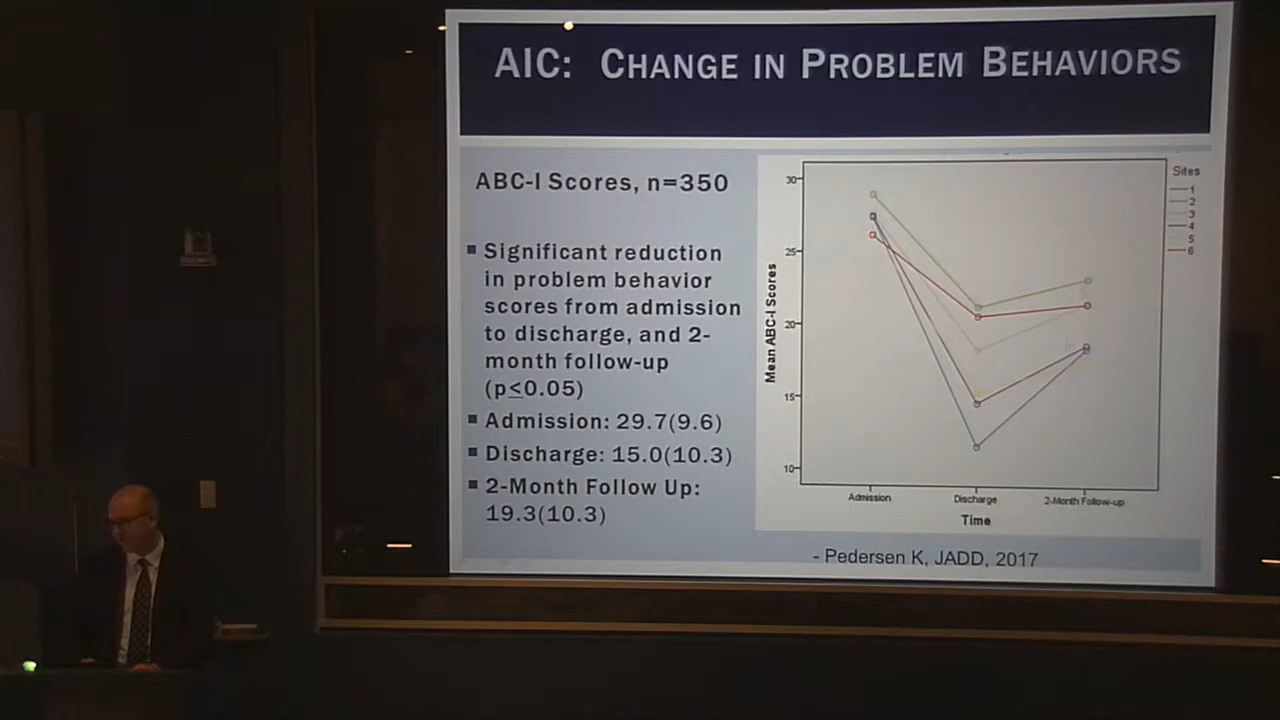 AIC: CHANGE IN PROBLEM BEHAVIORS
ABC-I Scores, n=350
Significant reduction
in problem behavior
scores from admission
to discharge, and 2-
month follow-up
(p≤0.05)
Admission: 29.7(9.6)
Discharge: 15.0(10.3)
2-Month Follow Up:
19.3(10.3)
Mean ABC-I Scores
30
25
20
15
10
Admission
Discharge
2-Month Follow-up
Time
Sites
1
2
3
4
5
6
- Pedersen K, JADD, 2017